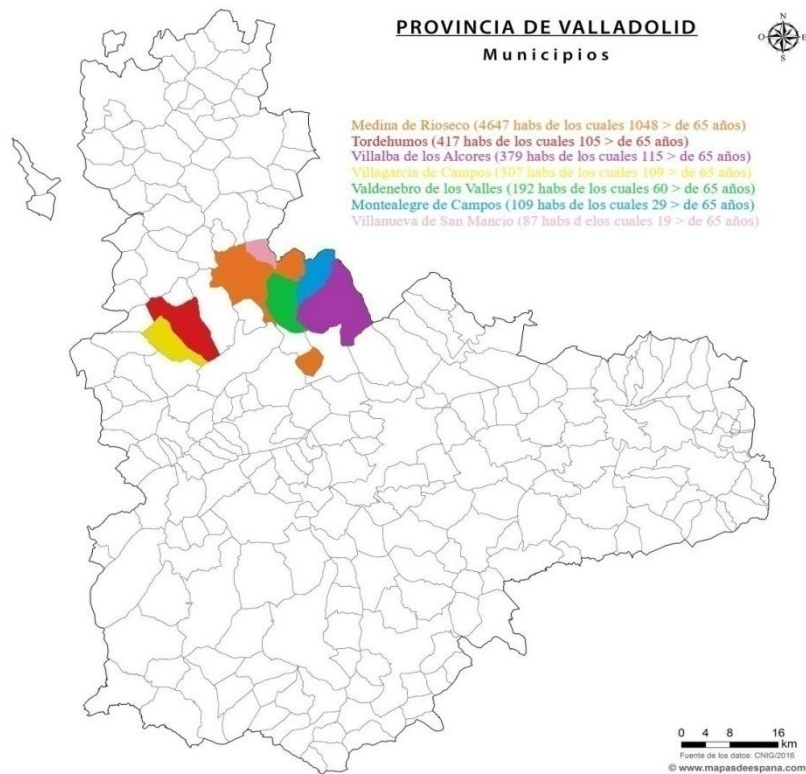 PROVINCIA DE VALLADOLID
Municipios
N
O E
S
Medina de Rioseco (4647 habs de los cuales 1048 > de 65 años)
Tordehumos (417 habs de los cuales 105 > de 65 años)
Villalba de los Alcores (379 habs de los cuales 115 > de 65 años)
Villagarcia de Campos (307 habs de los cuales 109 > de 65 años)
Valdenebro de los Valles (192 habs de los cuales 60 > de 65 años)
Montealegre de Campos (109 habs de los cuales 29 > de 65 años)
Villanueva de San Mancio (87 habs d elos cuales 19 > de 65 años)
0 4 8 16
km
Fuente de los datos: CNIG/2016
© www.mapasdeespana.com